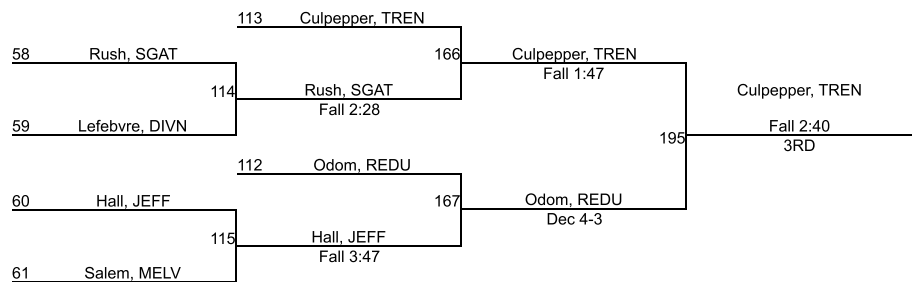 113 Culpepper, TREN
58 Rush, SGAT
166 Culpepper, TREN
Fall 1:47
114 Rush, SGAT
Fall 2:28
Culpepper, TREN
59 Lefebvre, DIVN
195 Fall 2:40
3RD
112 Odom, REDU
60 Hall, JEFF
167 Odom, REDU
Dec 4-3
115 Hall, JEFF
Fall 3:47
61 Salem, MELV